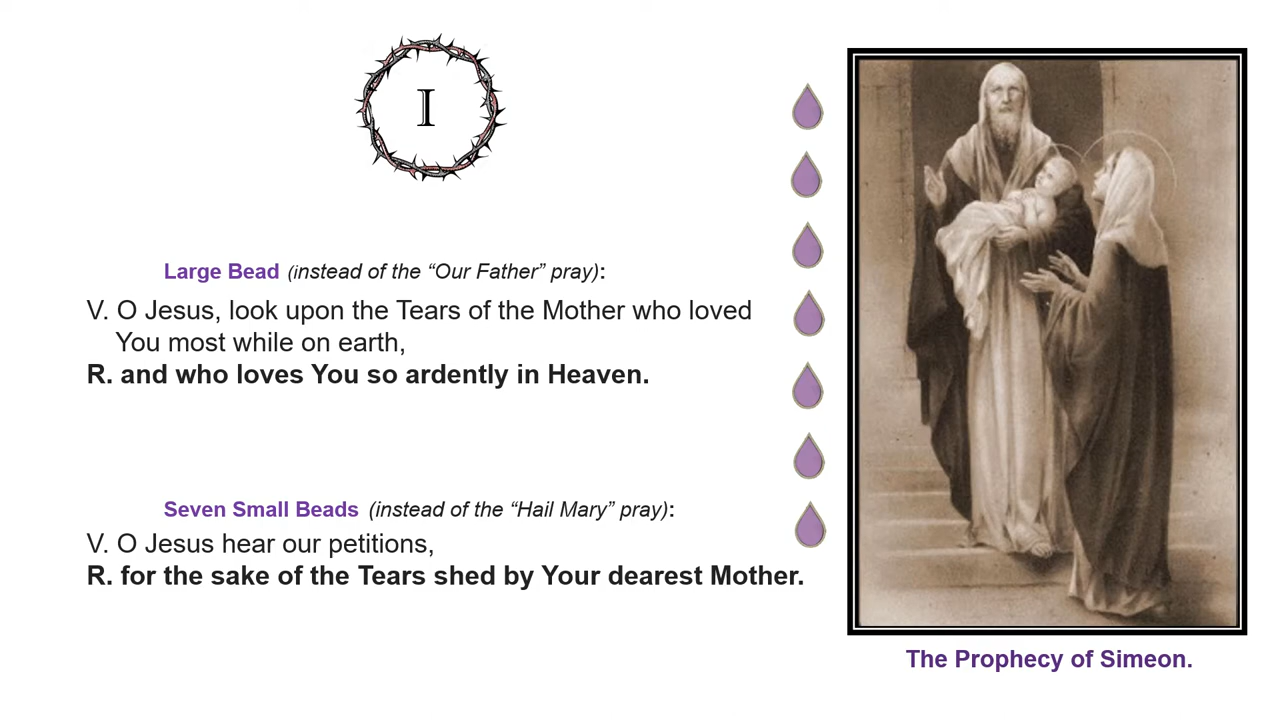 I
Large Bead (instead of the “Our Father” pray):
V. O Jesus, look upon the Tears of the Mother who loved
You most while on earth,
R. and who loves You so ardently in Heaven.
Seven Small Beads (instead of the “Hail Mary” pray):
V. O Jesus hear our petitions,
R. for the sake of the Tears shed by Your dearest Mother.
The Prophecy of Simeon.